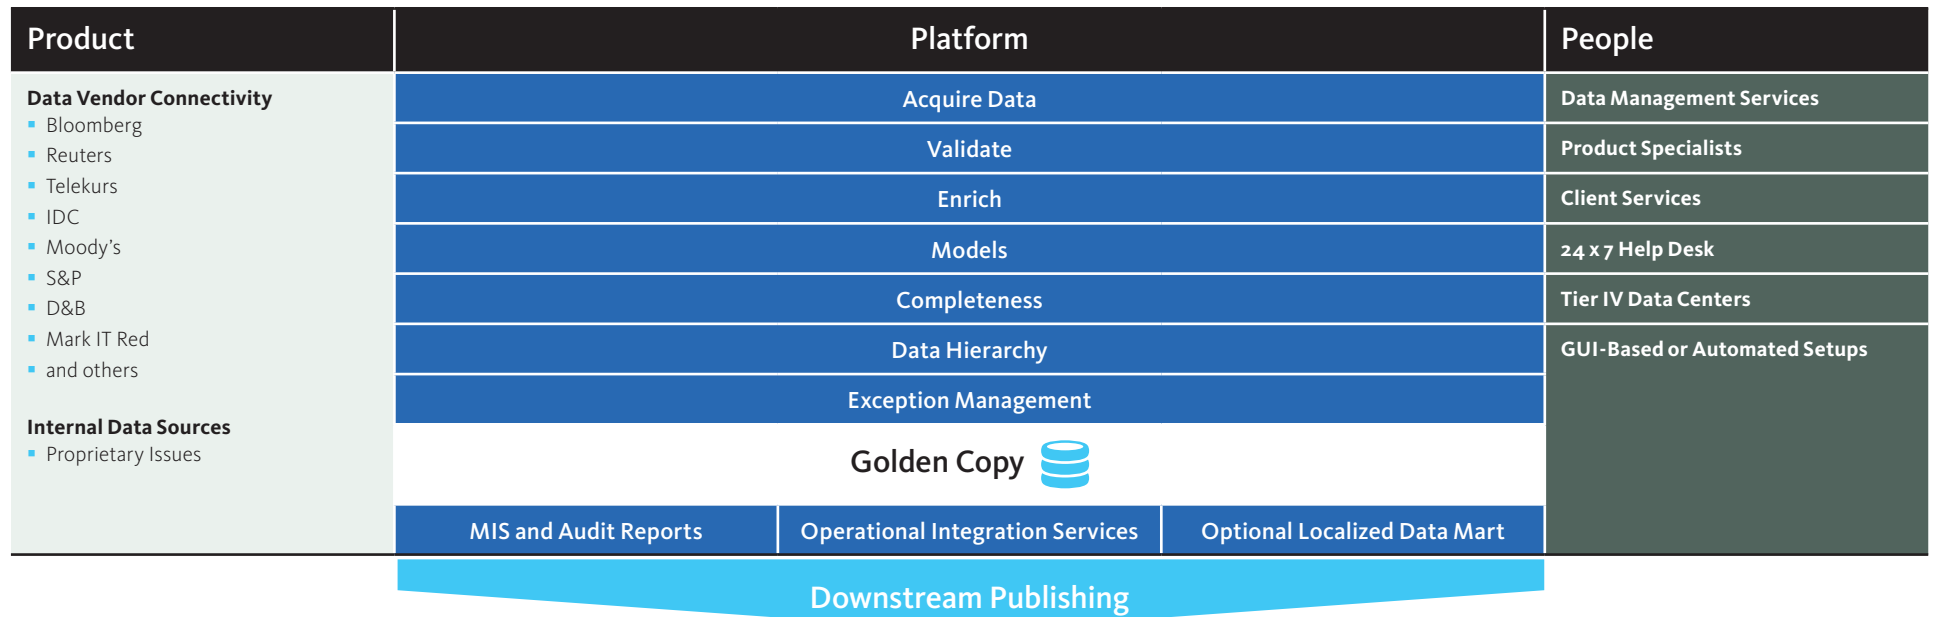 Product
Platform
People
Data Vendor Connectivity
Bloomberg
Reuters
Telekurs
IDC
Moody's
S&P
D&B
Mark IT Red
and others
Internal Data Sources
Proprietary Issues
Acquire Data
Validate
Enrich
Models
Completeness
Data Hierarchy
Exception Management
Golden Copy
MIS and Audit Reports
Operational Integration Services
Optional Localized Data Mart
Downstream Publishing
Data Management Services
Product Specialists
Client Services
24 x 7 Help Desk
Tier IV Data Centers
GUI-Based or Automated Setups